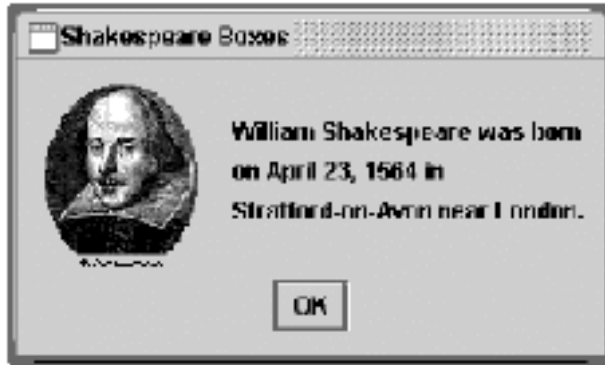 Shakespeare Boxes
William Shakespeare was born
on April 23, 1564 in
Stratford-on-Avon near London.
OK